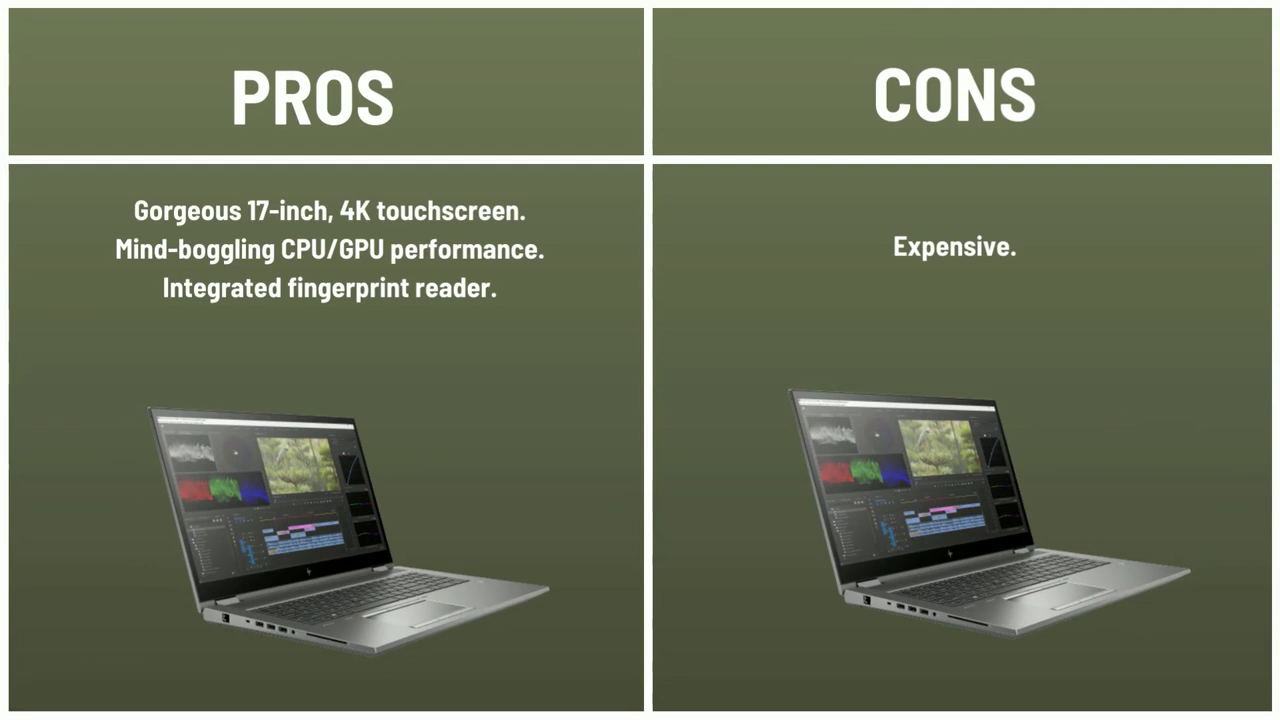 PROS
CONS
Gorgeous 17-inch, 4K touchscreen.
Mind-boggling CPU/GPU performance.
Integrated fingerprint reader.
Expensive.